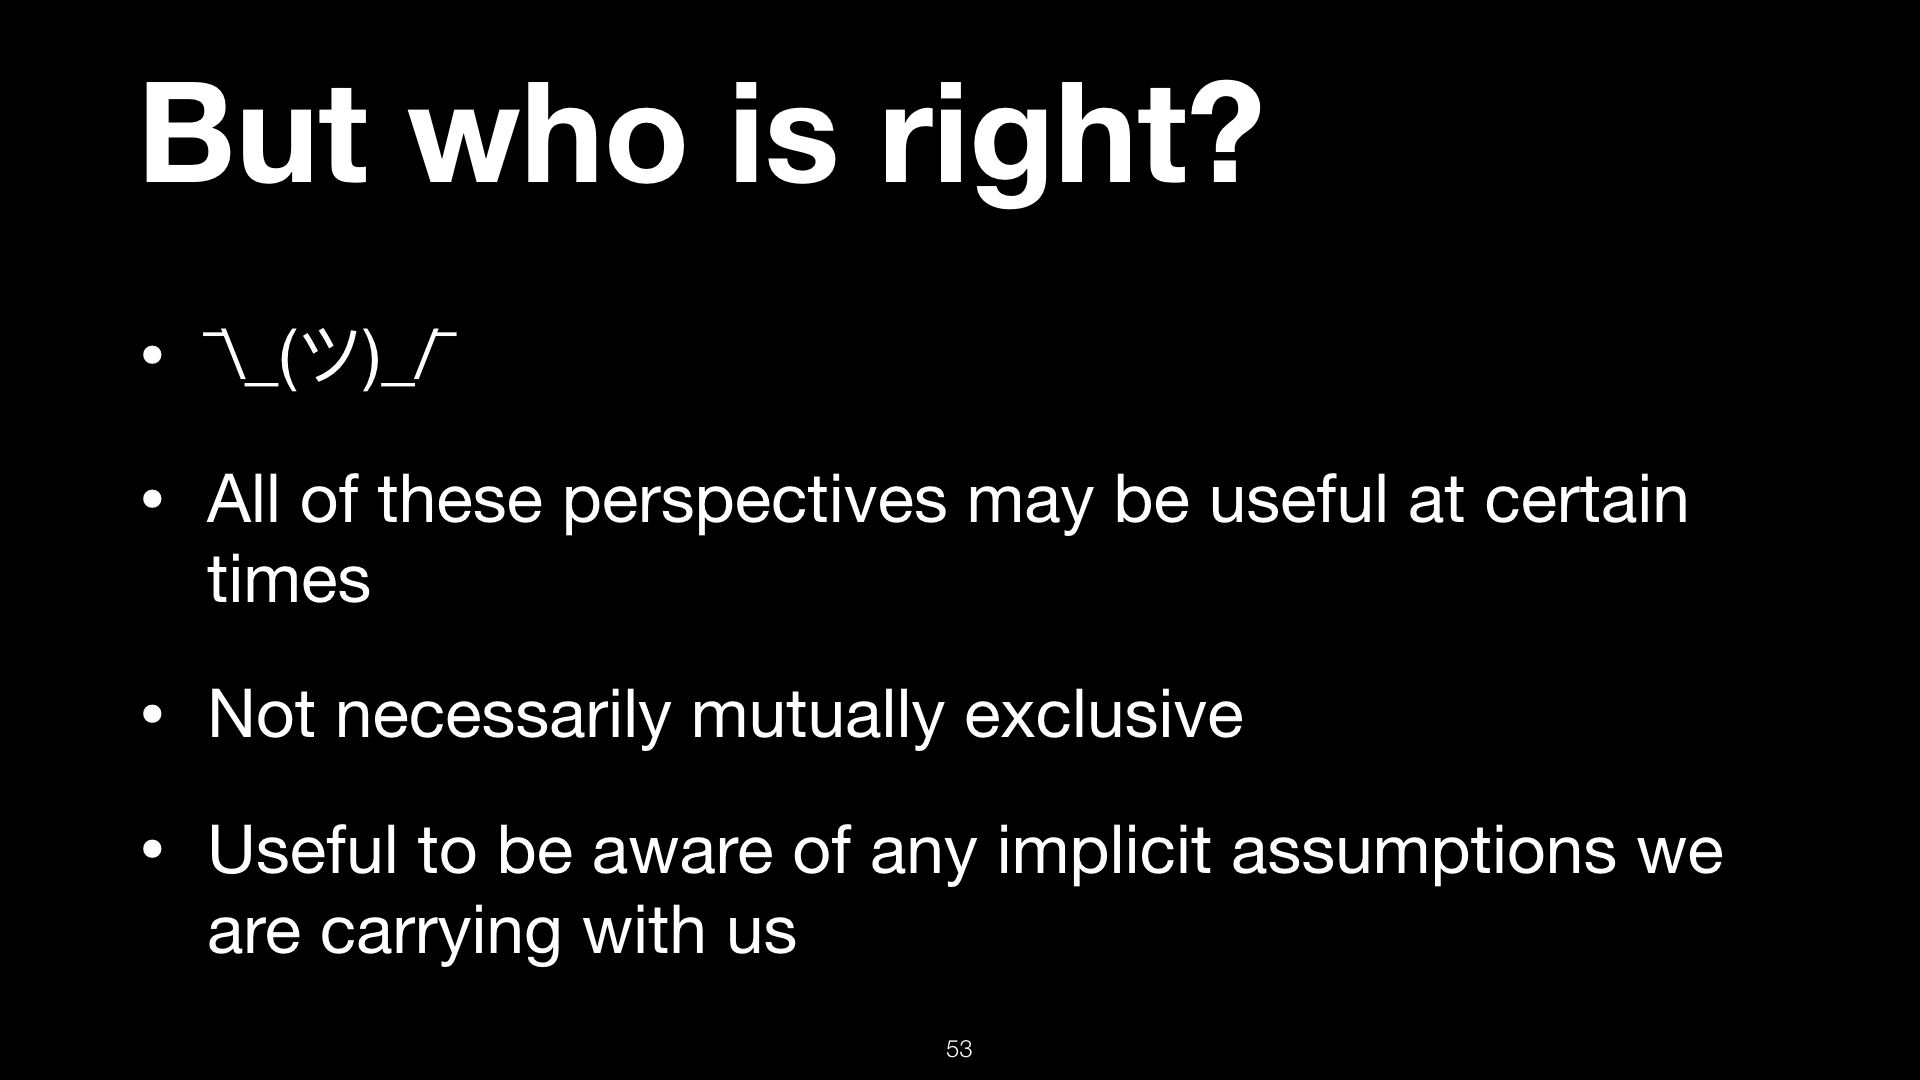 But who is right?
• ¯\_(ツ)_/¯
• All of these perspectives may be useful at certain
times
• Not necessarily mutually exclusive
• Useful to be aware of any implicit assumptions we
are carrying with us
53